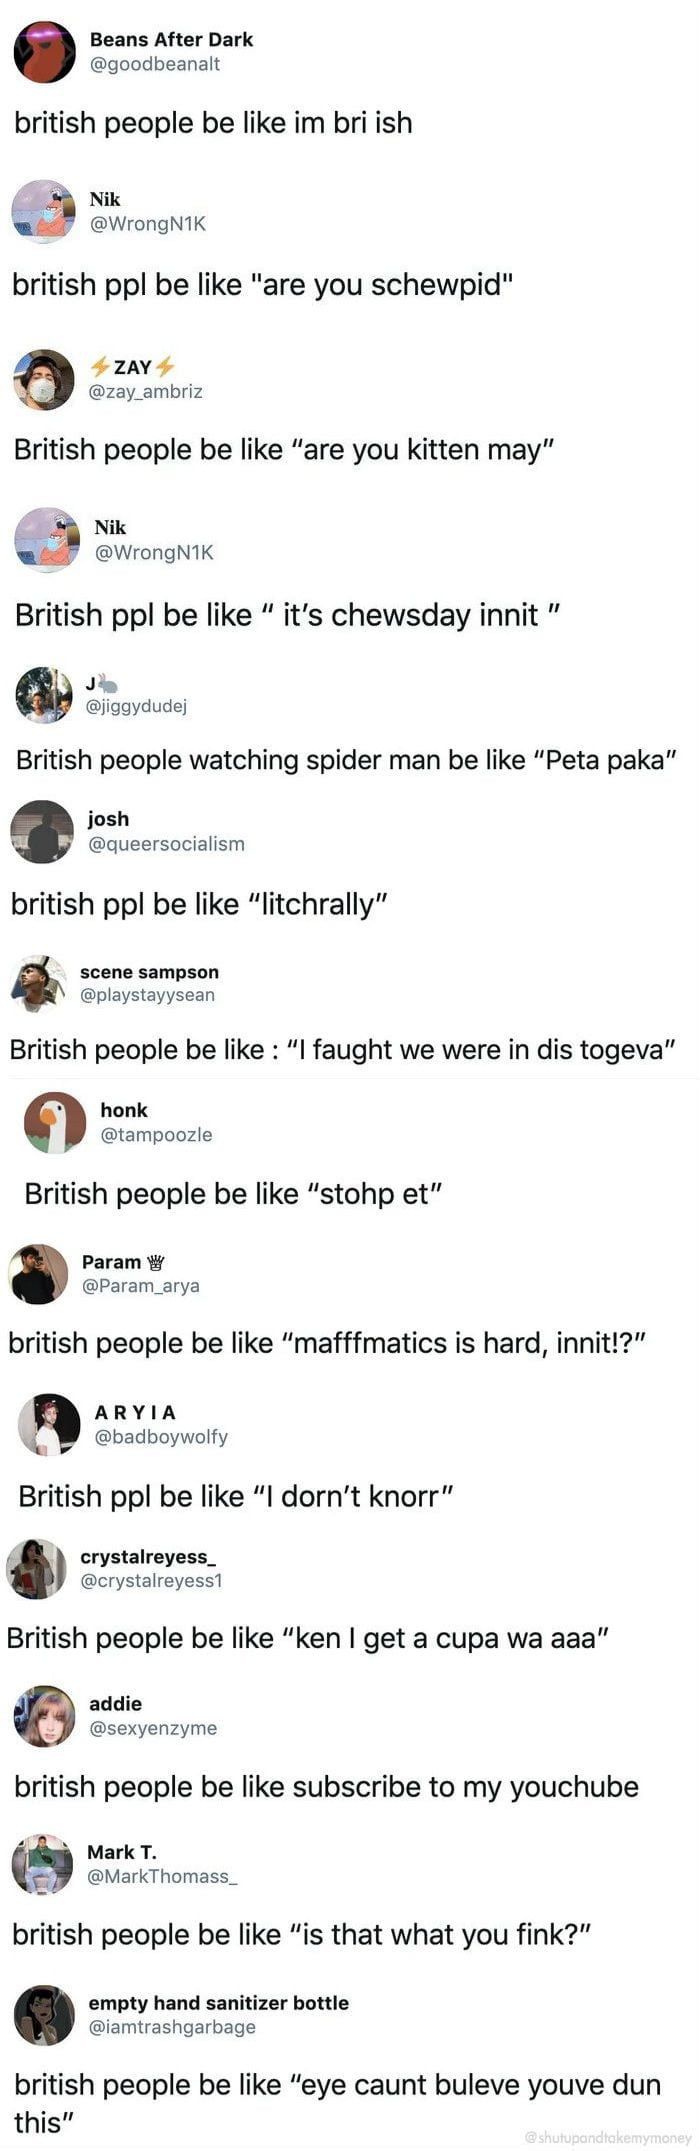 Beans After Dark
@goodbeanalt
british people be like im bri ish
Nik
@WrongN1K
british ppl be like "are you schewpid"
⚡ZAY⚡
@zay_ambriz
British people be like “are you kitten may”
Nik
@WrongN1K
British ppl be like “ it’s chewsday innit ”
J🐇
@jiggydudej
British people watching spider man be like “Peta paka”
josh
@queersocialism
british ppl be like “litchrally”
scene sampson
@playstayysean
British people be like : “I faught we were in dis togeva”
honk
@tampoozle
British people be like “stohp et”
Param ♕
@Param_arya
british people be like “mafffmatics is hard, innit!?”
A R Y I A
@badboywolfy
British ppl be like “I dorn’t knorr”
crystalreyess_
@crystalreyess1
British people be like “ken I get a cupa wa aaa”
addie
@sexyenzyme
british people be like subscribe to my youchube
Mark T.
@MarkThomass_
british people be like “is that what you fink?”
empty hand sanitizer bottle
@iamtrashgarbage
british people be like “eye caunt buleve youve dun
this”
@shutupandtakemymoney